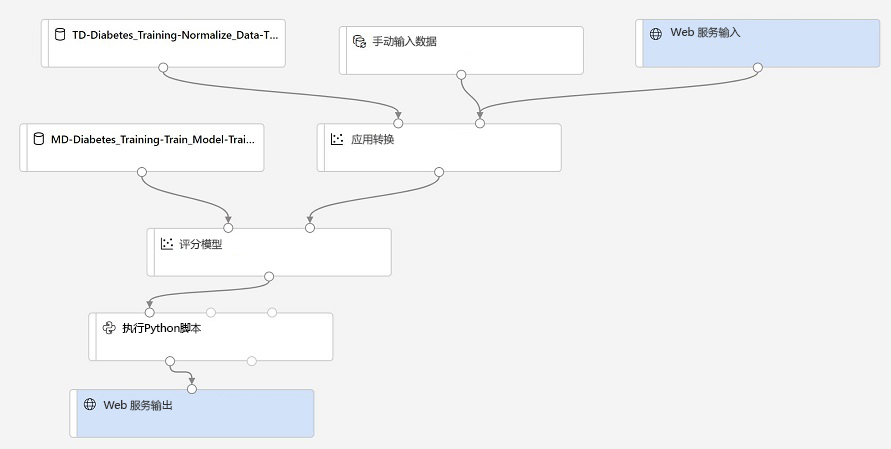 TD-Diabetes_Training-Normalize_Data-T...
手动输入数据
Web 服务输入
MD-Diabetes_Training-Train_Model-Trai...
应用转换
评分模型
执行Python脚本
Web 服务输出